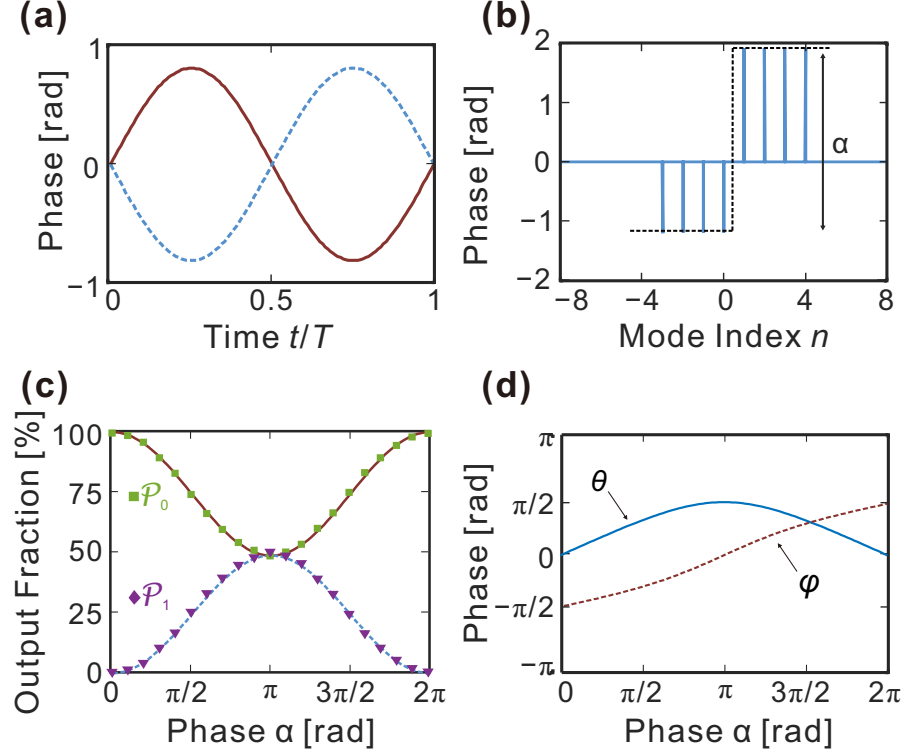 (a)
1
0
−1
Phase [rad]
0
0.5
1
Time t/T
(b)
2
1
0
−1
−2
Phase [rad]
α
−8
−4
0
4
8
Mode Index n
(c)
100
75
50
25
0
Output Fraction [%]
𝒫₀
𝒫₁
0
π/2
π
3π/2
2π
Phase α [rad]
(d)
π
π/2
0
−π/2
−π
Phase [rad]
θ
φ
0
π/2
π
3π/2
2π
Phase α [rad]